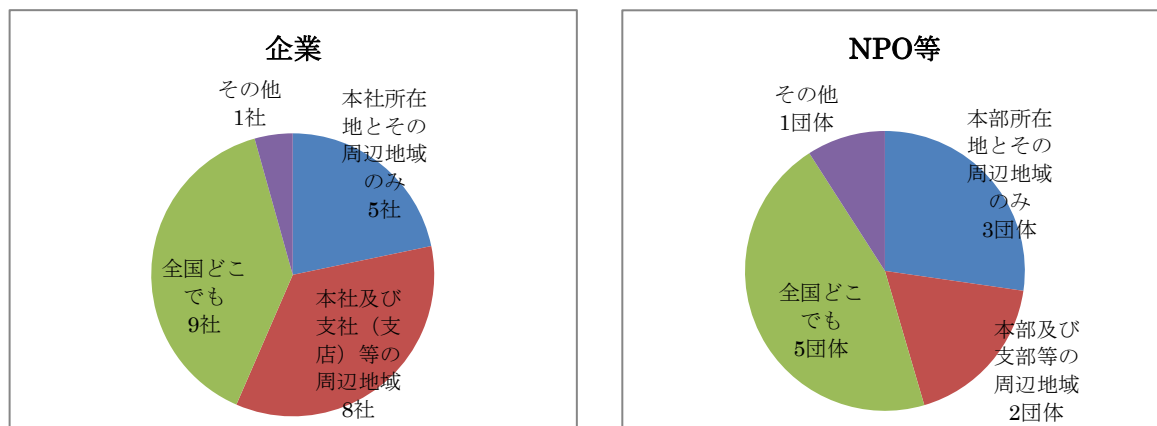 企業
その他
1社
本社所在
地とその
周辺地域
のみ
5社
全国どこ
でも
9社
本社及び
支社（支
店）等の
周辺地域
8社
NPO等
その他
1団体
本部所在
地とその
周辺地域
のみ
3団体
全国どこ
でも
5団体
本部及び
支部等の
周辺地域
2団体